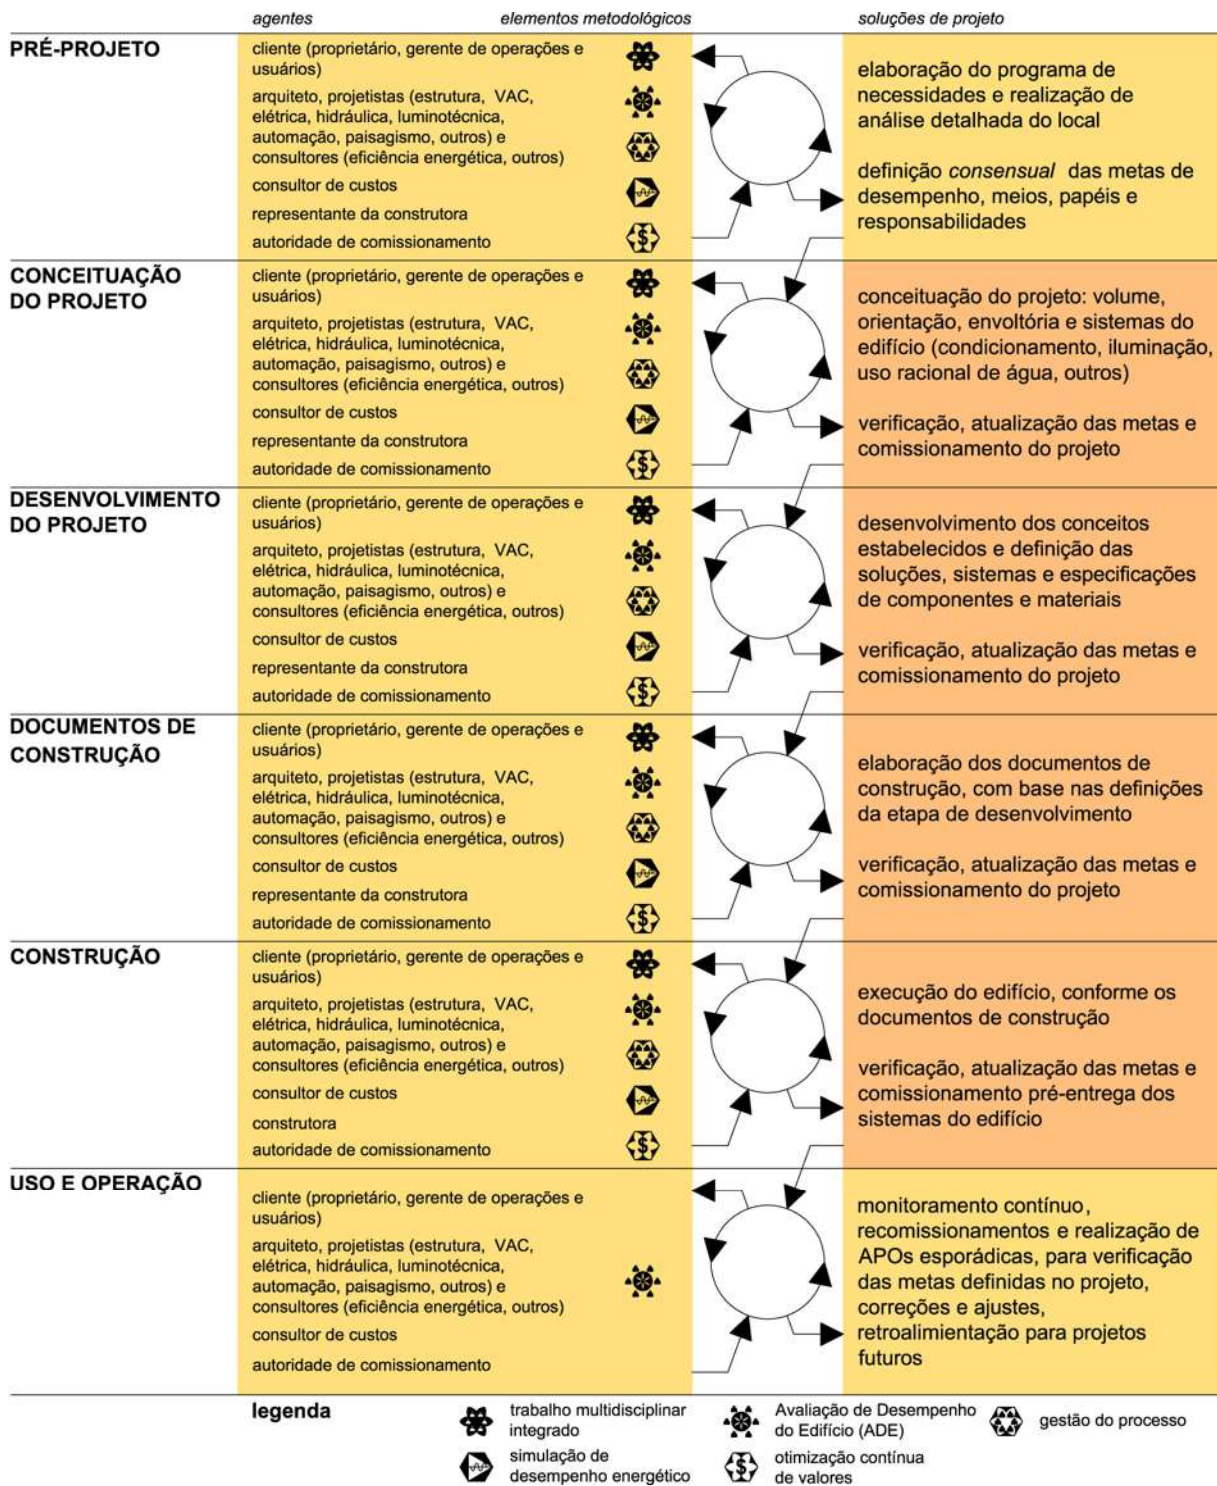 agentes
elementos metodológicos
soluções de projeto
PRÉ-PROJETO
cliente (proprietário, gerente de operações e
usuários)
arquiteto, projetistas (estrutura, VAC,
elétrica, hidráulica, luminotécnica,
automação, paisagismo, outros) e
consultores (eficiência energética, outros)
consultor de custos
representante da construtora
autoridade de comissionamento
elaboração do programa de
necessidades e realização de
análise detalhada do local
definição consensual das metas de
desempenho, meios, papéis e
responsabilidades
CONCEITUAÇÃO
DO PROJETO
cliente (proprietário, gerente de operações e
usuários)
arquiteto, projetistas (estrutura, VAC,
elétrica, hidráulica, luminotécnica,
automação, paisagismo, outros) e
consultores (eficiência energética, outros)
consultor de custos
representante da construtora
autoridade de comissionamento
conceituação do projeto: volume,
orientação, envoltória e sistemas do
edifício (condicionamento, iluminação,
uso racional de água, outros)
verificação, atualização das metas e
comissionamento do projeto
DESENVOLVIMENTO
DO PROJETO
cliente (proprietário, gerente de operações e
usuários)
arquiteto, projetistas (estrutura, VAC,
elétrica, hidráulica, luminotécnica,
automação, paisagismo, outros) e
consultores (eficiência energética, outros)
consultor de custos
representante da construtora
autoridade de comissionamento
desenvolvimento dos conceitos
estabelecidos e definição das
soluções, sistemas e especificações
de componentes e materiais
verificação, atualização das metas e
comissionamento do projeto
DOCUMENTOS DE
CONSTRUÇÃO
cliente (proprietário, gerente de operações e
usuários)
arquiteto, projetistas (estrutura, VAC,
elétrica, hidráulica, luminotécnica,
automação, paisagismo, outros) e
consultores (eficiência energética, outros)
consultor de custos
representante da construtora
autoridade de comissionamento
elaboração dos documentos de
construção, com base nas definições
da etapa de desenvolvimento
verificação, atualização das metas e
comissionamento do projeto
CONSTRUÇÃO
cliente (proprietário, gerente de operações e
usuários)
arquiteto, projetistas (estrutura, VAC,
elétrica, hidráulica, luminotécnica,
automação, paisagismo, outros) e
consultores (eficiência energética, outros)
consultor de custos
construtora
autoridade de comissionamento
execução do edifício, conforme os
documentos de construção
verificação, atualização das metas e
comissionamento pré-entrega dos
sistemas do edifício
USO E OPERAÇÃO
cliente (proprietário, gerente de operações e
usuários)
arquiteto, projetistas (estrutura, VAC,
elétrica, hidráulica, luminotécnica,
automação, paisagismo, outros) e
consultores (eficiência energética, outros)
consultor de custos
autoridade de comissionamento
monitoramento contínuo,
recomissionamentos e realização de
APOs esporádicas, para verificação
das metas definidas no projeto,
correções e ajustes,
retroalimentação para projetos
futuros
legenda
trabalho multidisciplinar
integrado
Avaliação de Desempenho
do Edifício (ADE)
gestão do processo
simulação de
desempenho energético
otimização contínua
de valores